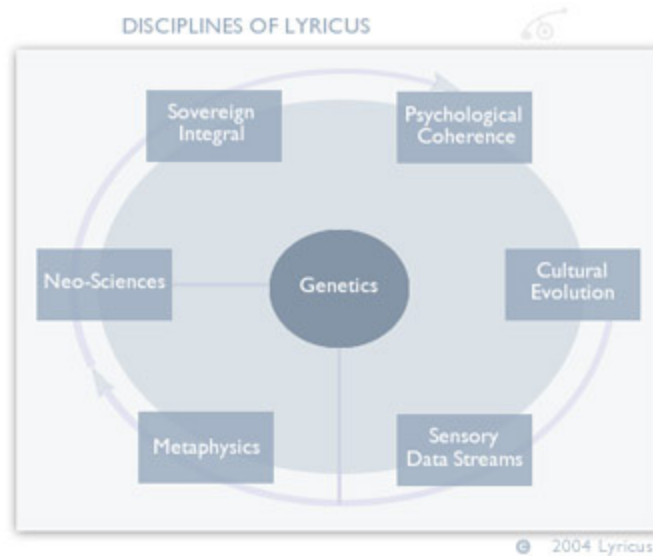 DISCIPLINES OF LYRICUS
Sovereign
Integral
Psychological
Coherence
Neo-Sciences
Genetics
Cultural
Evolution
Metaphysics
Sensory
Data Streams
© 2004 Lyricus